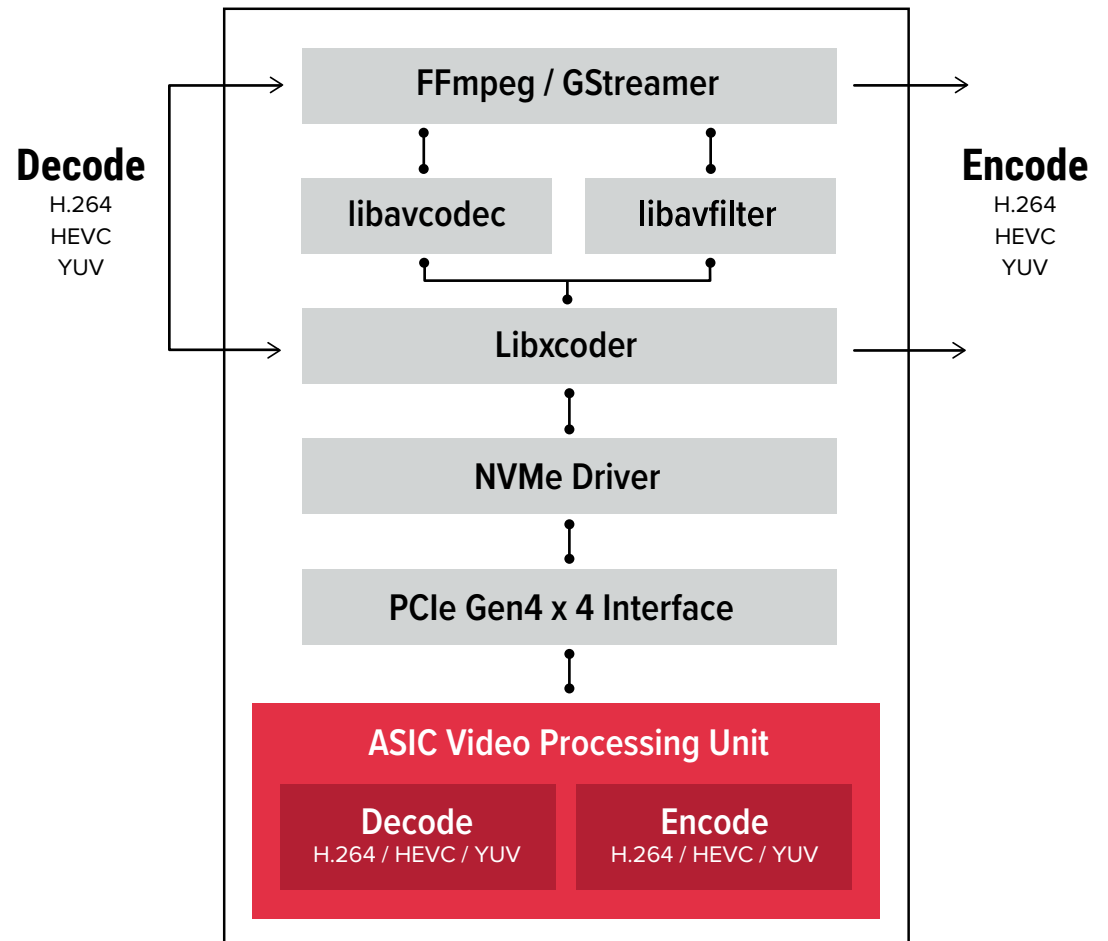 FFmpeg / GStreamer
Decode
H.264
HEVC
YUV
Encode
H.264
HEVC
YUV
libavcodec
libavfilter
Libxcoder
NVMe Driver
PCIe Gen4 x 4 Interface
ASIC Video Processing Unit
Decode
H.264 / HEVC / YUV
Encode
H.264 / HEVC / YUV